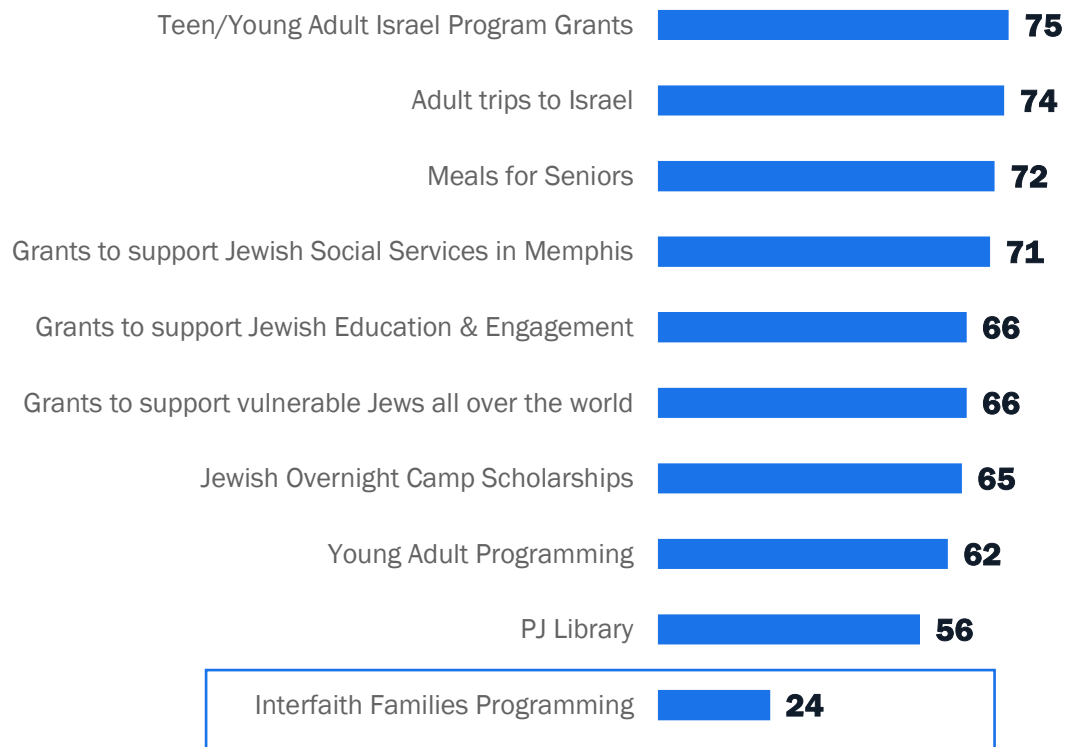 Teen/Young Adult Israel Program Grants 75
Adult trips to Israel 74
Meals for Seniors 72
Grants to support Jewish Social Services in Memphis 71
Grants to support Jewish Education & Engagement 66
Grants to support vulnerable Jews all over the world 66
Jewish Overnight Camp Scholarships 65
Young Adult Programming 62
PJ Library 56
Interfaith Families Programming 24